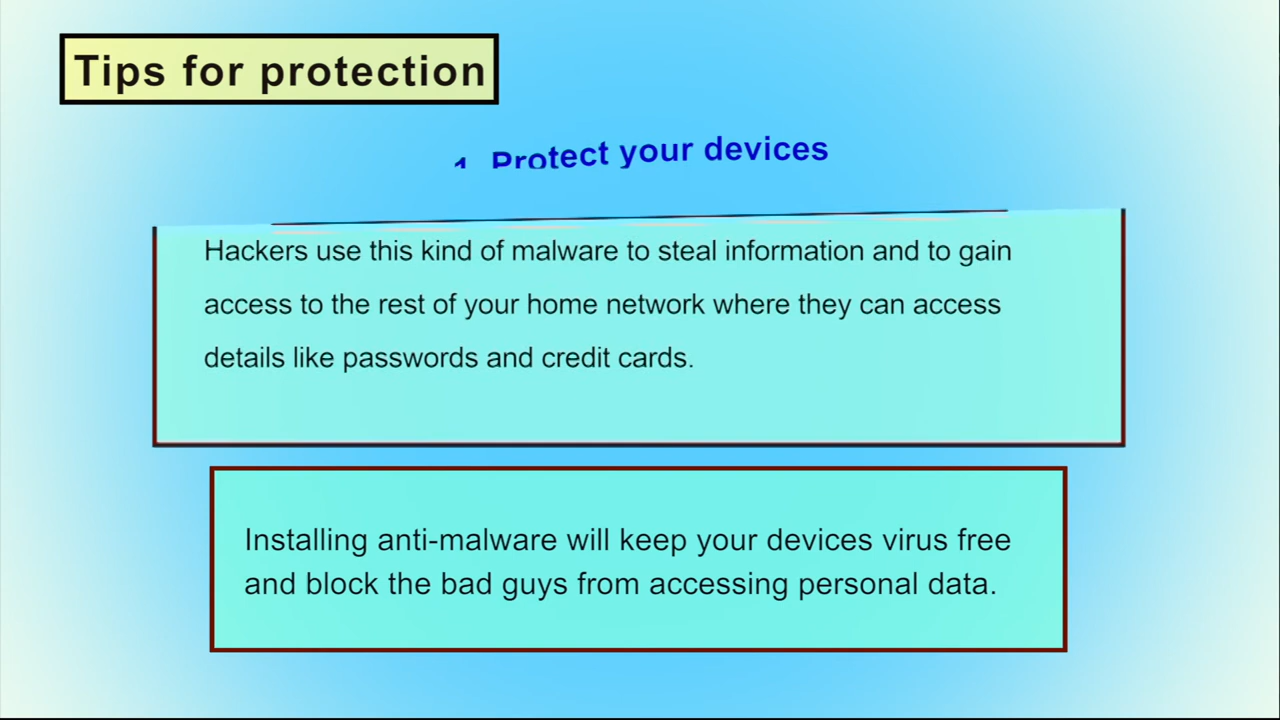 Tips for protection
1. Protect your devices
Hackers use this kind of malware to steal information and to gain
access to the rest of your home network where they can access
details like passwords and credit cards.
Installing anti-malware will keep your devices virus free
and block the bad guys from accessing personal data.